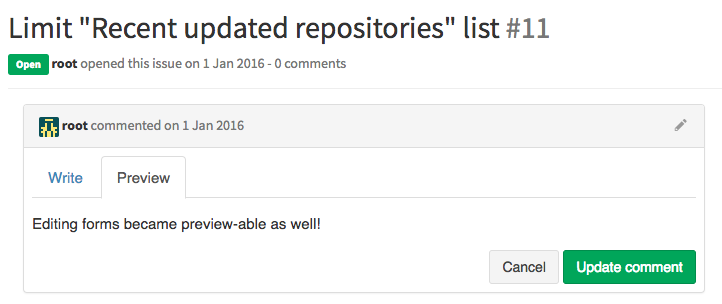 Limit "Recent updated repositories" list #11
Open root opened this issue on 1 Jan 2016 - 0 comments
root commented on 1 Jan 2016
Write Preview
Editing forms became preview-able as well!
Cancel Update comment